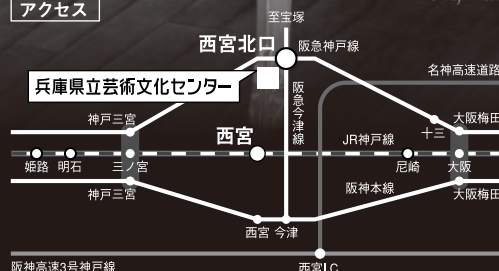 アクセス
至宝塚
西宮北口
阪急神戸線
名神高速道路
兵庫県立芸術文化センター
阪急今津線
神戸三宮
西宮
十三
大阪梅田
JR神戸線
姫路
明石
三ノ宮
尼崎
大阪
神戸三宮
阪神本線
大阪梅田
西宮
今津
阪神高速3号神戸線
西宮I.C.